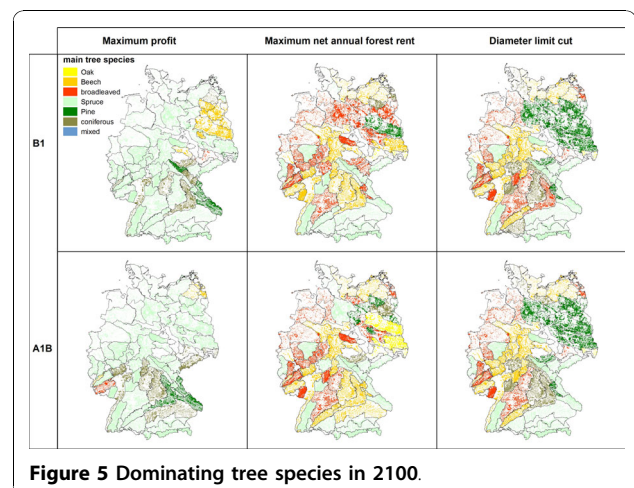 Maximum profit
Maximum net annual forest rent
Diameter limit cut
main tree species
Oak
Beech
broadleaved
Spruce
Pine
coniferous
mixed
B1
A1B
Figure 5 Dominating tree species in 2100.